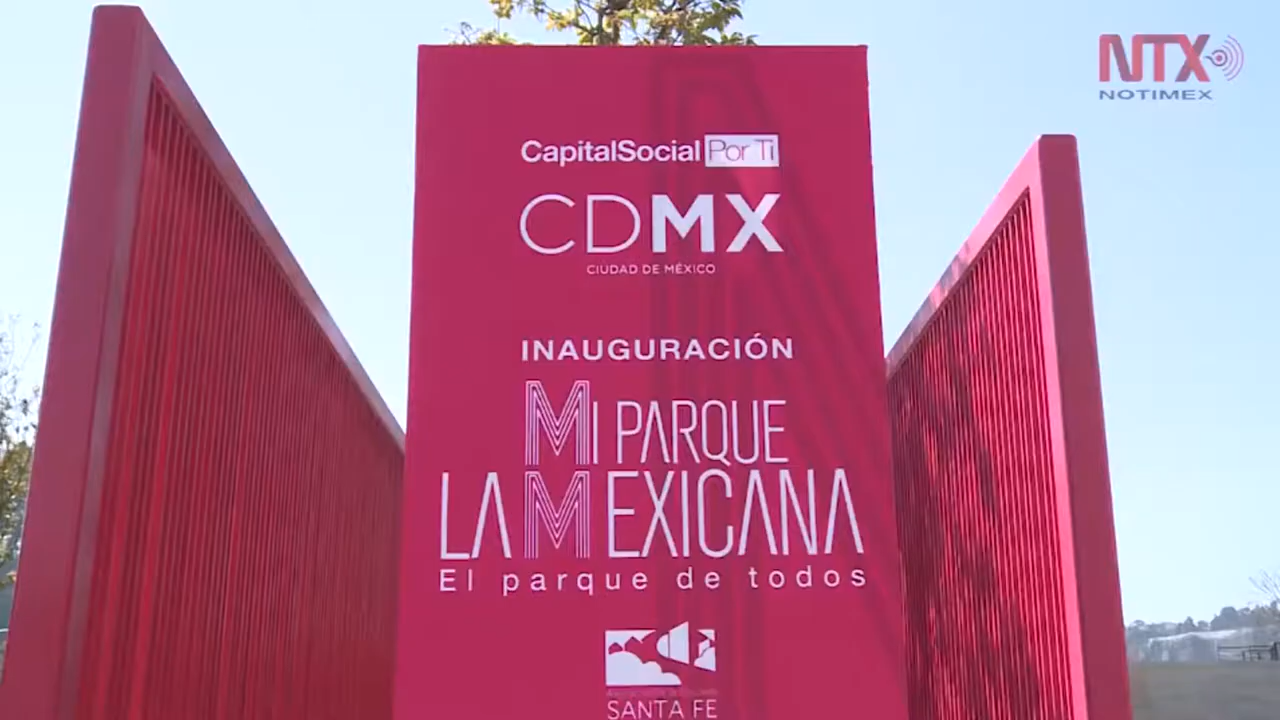 NTX
NOTIMEX
CapitalSocial Por Ti
CDMX
CIUDAD DE MÉXICO
INAUGURACIÓN
MI PARQUE
LA MEXICANA
El parque de todos
SANTA FE